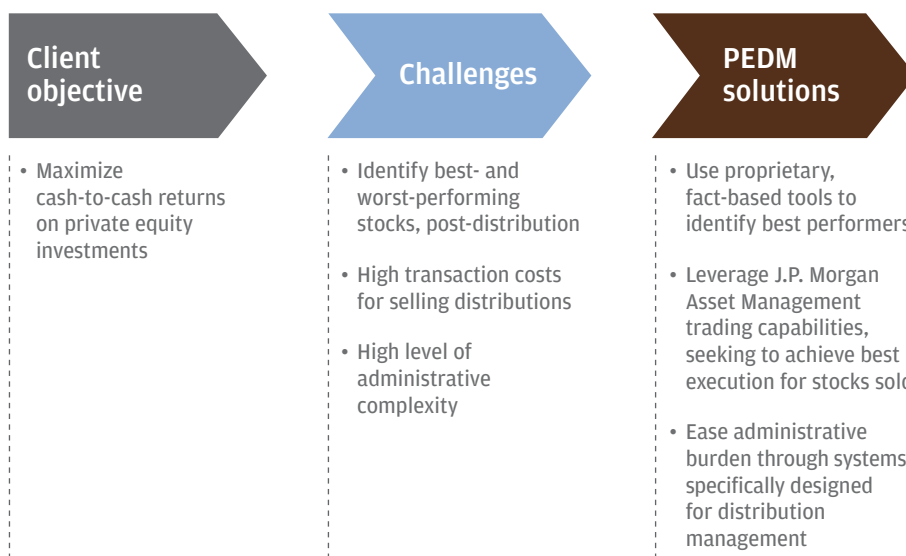 Client
objective
Challenges
PEDM
solutions
• Maximize
cash-to-cash returns
on private equity
investments
• Identify best- and
worst-performing
stocks, post-distribution
• High transaction costs
for selling distributions
• High level of
administrative
complexity
• Use proprietary,
fact-based tools to
identify best performers
• Leverage J.P. Morgan
Asset Management
trading capabilities,
seeking to achieve best
execution for stocks sold
• Ease administrative
burden through systems
specifically designed
for distribution
management